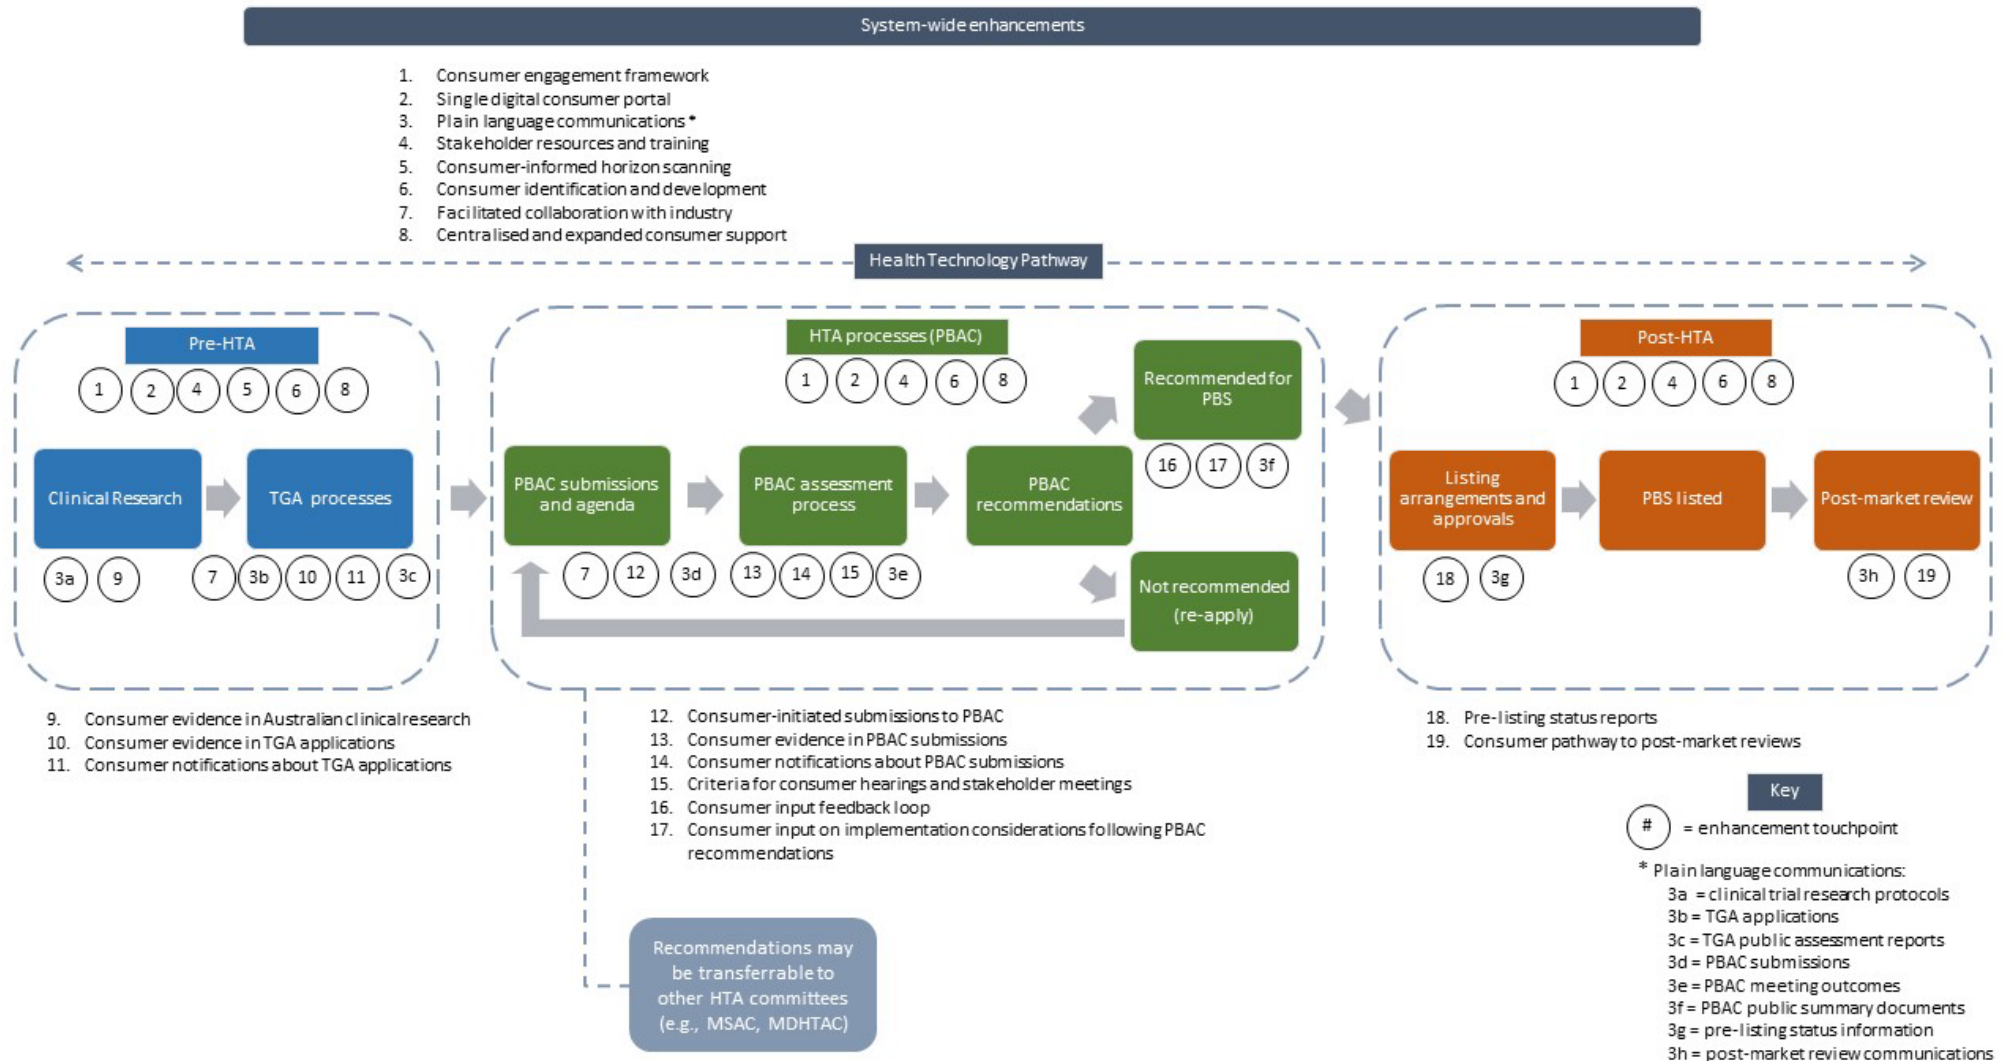 System-wide enhancements
1. Consumer engagement framework
2. Single digital consumer portal
3. Plain language communications *
4. Stakeholder resources and training
5. Consumer-informed horizon scanning
6. Consumer identification and development
7. Facilitated collaboration with industry
8. Centralised and expanded consumer support
Health Technology Pathway
Pre-HTA
1 2 4 5 6 8
Clinical Research
TGA processes
3a 9
7 3b 10 11 3c
HTA processes (PBAC)
1 2 4 6 8
PBAC submissions
and agenda
PBAC assessment
process
PBAC
recommendations
Recommended for
PBS
16 17 3f
7 12 3d
13 14 15 3e
Not recommended
(re-apply)
Post-HTA
1 2 4 6 8
Listing
arrangements and
approvals
PBS listed
Post-market review
18 3g
3h 19
9. Consumer evidence in Australian clinical research
10. Consumer evidence in TGA applications
11. Consumer notifications about TGA applications
12. Consumer-initiated submissions to PBAC
13. Consumer evidence in PBAC submissions
14. Consumer notifications about PBAC submissions
15. Criteria for consumer hearings and stakeholder meetings
16. Consumer input feedback loop
17. Consumer input on implementation considerations following PBAC
recommendations
18. Pre-listing status reports
19. Consumer pathway to post-market reviews
Recommendations may
be transferrable to
other HTA committees
(e.g., MSAC, MDHTAC)
Key
# = enhancement touchpoint
* Plain language communications:
3a = clinical trial research protocols
3b = TGA applications
3c = TGA public assessment reports
3d = PBAC submissions
3e = PBAC meeting outcomes
3f = PBAC public summary documents
3g = pre-listing status information
3h = post-market review communications